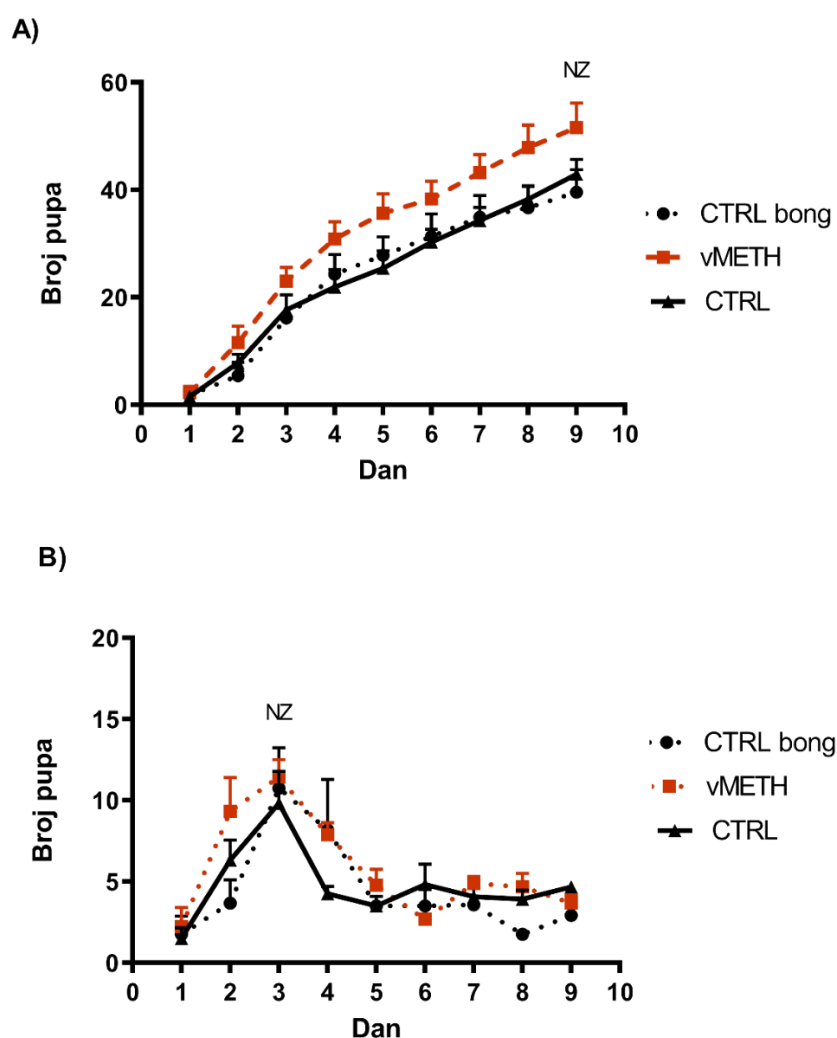 A)
NZ
60
40
20
0
Broj pupa
0 1 2 3 4 5 6 7 8 9 10
Dan
CTRL bong
vMETH
CTRL
B)
NZ
20
15
10
5
0
Broj pupa
0 1 2 3 4 5 6 7 8 9 10
Dan
CTRL bong
vMETH
CTRL